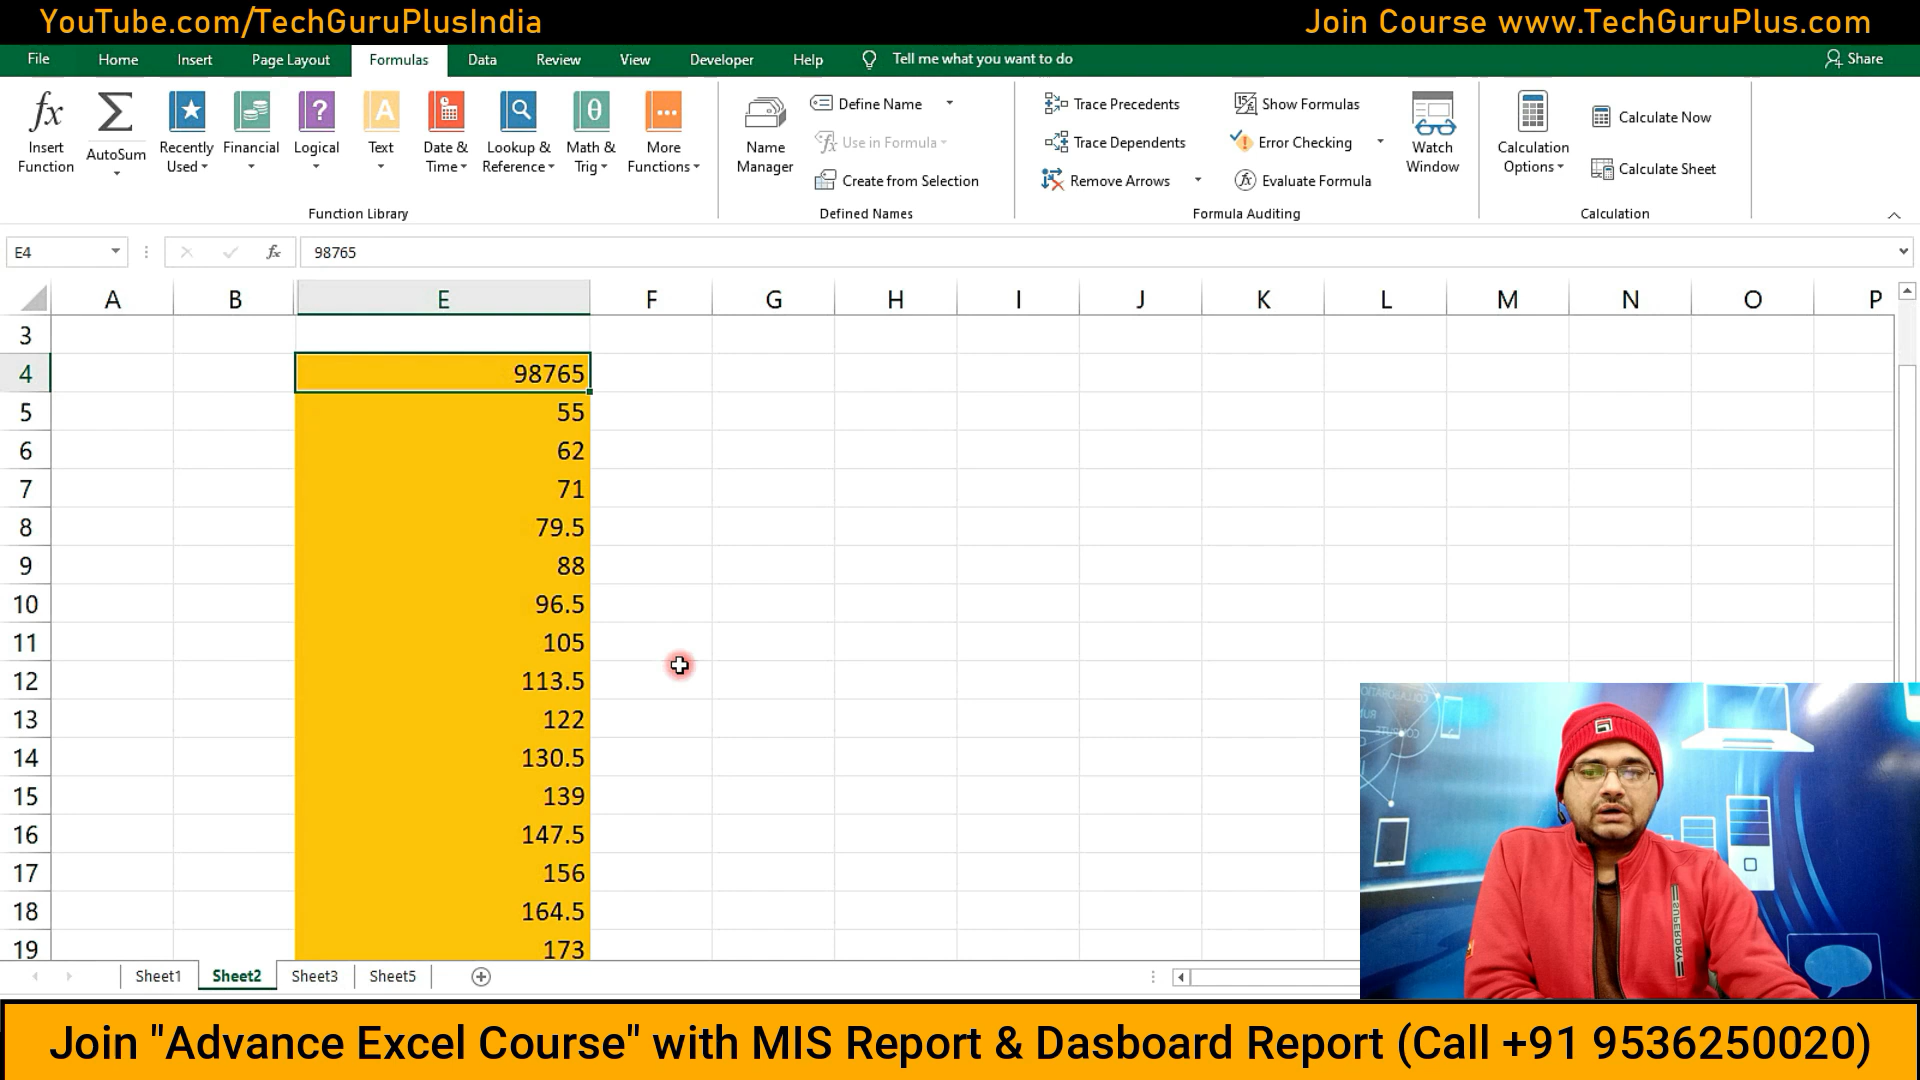 YouTube.com/TechGuruPlusIndia
Join Course www.TechGuruPlus.com
File Home Insert Page Layout Formulas Data Review View Developer Help Tell me what you want to do Share
Insert Function
AutoSum
Recently Used
Financial
Logical
Text
Date & Time
Lookup & Reference
Math & Trig
More Functions
Function Library
Name Manager
Define Name
Use in Formula
Create from Selection
Defined Names
Trace Precedents
Trace Dependents
Remove Arrows
Show Formulas
Error Checking
Evaluate Formula
Watch Window
Formula Auditing
Calculation Options
Calculate Now
Calculate Sheet
Calculation
E4 fx 98765
A B E F G H I J K L M N O P
3
4 98765
5 55
6 62
7 71
8 79.5
9 88
10 96.5
11 105
12 113.5
13 122
14 130.5
15 139
16 147.5
17 156
18 164.5
19 173
SUPERDRY
Sheet1 Sheet2 Sheet3 Sheet5
Join "Advance Excel Course" with MIS Report & Dasboard Report (Call +91 9536250020)